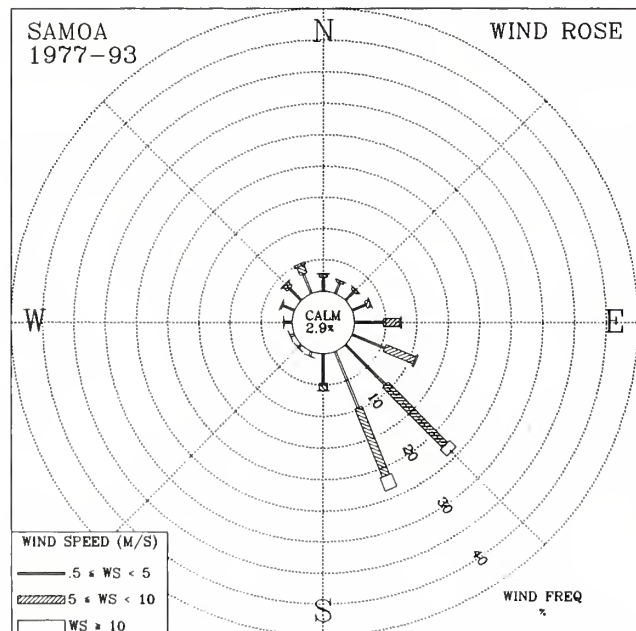 SAMOA
1977-93
N
WIND ROSE
W
CALM
2.9%
E
10
20
30
40
S
WIND SPEED (M/S)
.5 ≤ WS < 5
5 ≤ WS < 10
WS ≥ 10
WIND FREQ
%